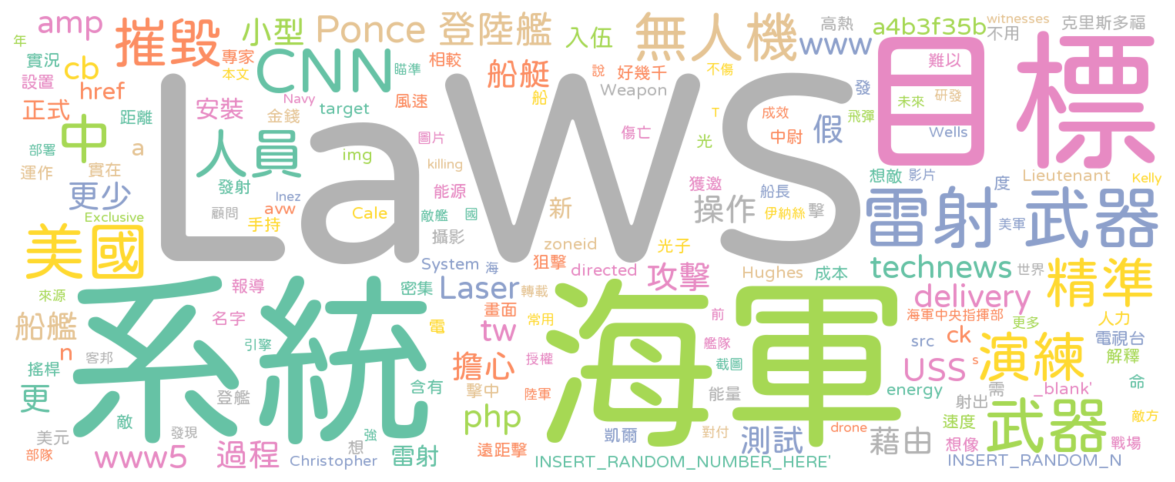 amp
摧毀
小型
Ponce
登陸艦
入伍
無人機
www
a4b3f35b
witnesses
不用
克里斯多福
年
實況
設置
cb
href
專家
本文
CNN
瞄準
相較
船艇
說
好幾千
Weapon
船
不傷
高熱
假
發
目標
難以
未來
研發
飛彈
Wells
正式
中
距離
安裝
金錢
Navy
target
風速
T
成效
中尉
部署
運作
a
實在
人員
img
圖片
killing
傷亡
光
LaWS
更少
發射
Inez
avw
能源
獲邀
船長
想敵
影片
度
Lieutenant
Kelly
Exclusive
顧問
手持
Cale
敵艦
國
攝影
新
操作
伊納絲
擊
雷射
美軍
武器
美國
zoneid
光子
來源
報導
System
海
狙擊
directed
攻擊
Hughes
成本
technews
世界
精準
密集
Laser
轉載
delivery
船艦
名字
系統
畫面
常用
海軍
前
海軍中央指揮部
更多
人力
n
客邦
引擎
電
tw
授權
艦隊
ck
src
演練
電視台
搖桿
擔心
截圖
解釋
s
更
登艦
含有
擊中
陸軍
能量
USS
energy
射出
需
_blank'
命
敵
php
武器
敵方
美元
發現
想
強
遠距擊
凱爾
對付
測試
drone
藉由
速度
想像
戰場
部隊
www5
過程
Christopher
雷射
INSERT_RANDOM_NUMBER_HERE'
INSERT_RANDOM_N